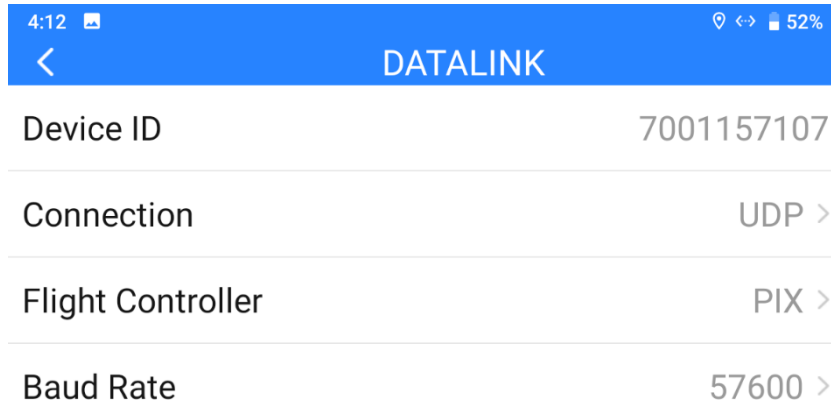 4:12 52%
DATALINK
Device ID 7001157107
Connection UDP
Flight Controller PIX
Baud Rate 57600